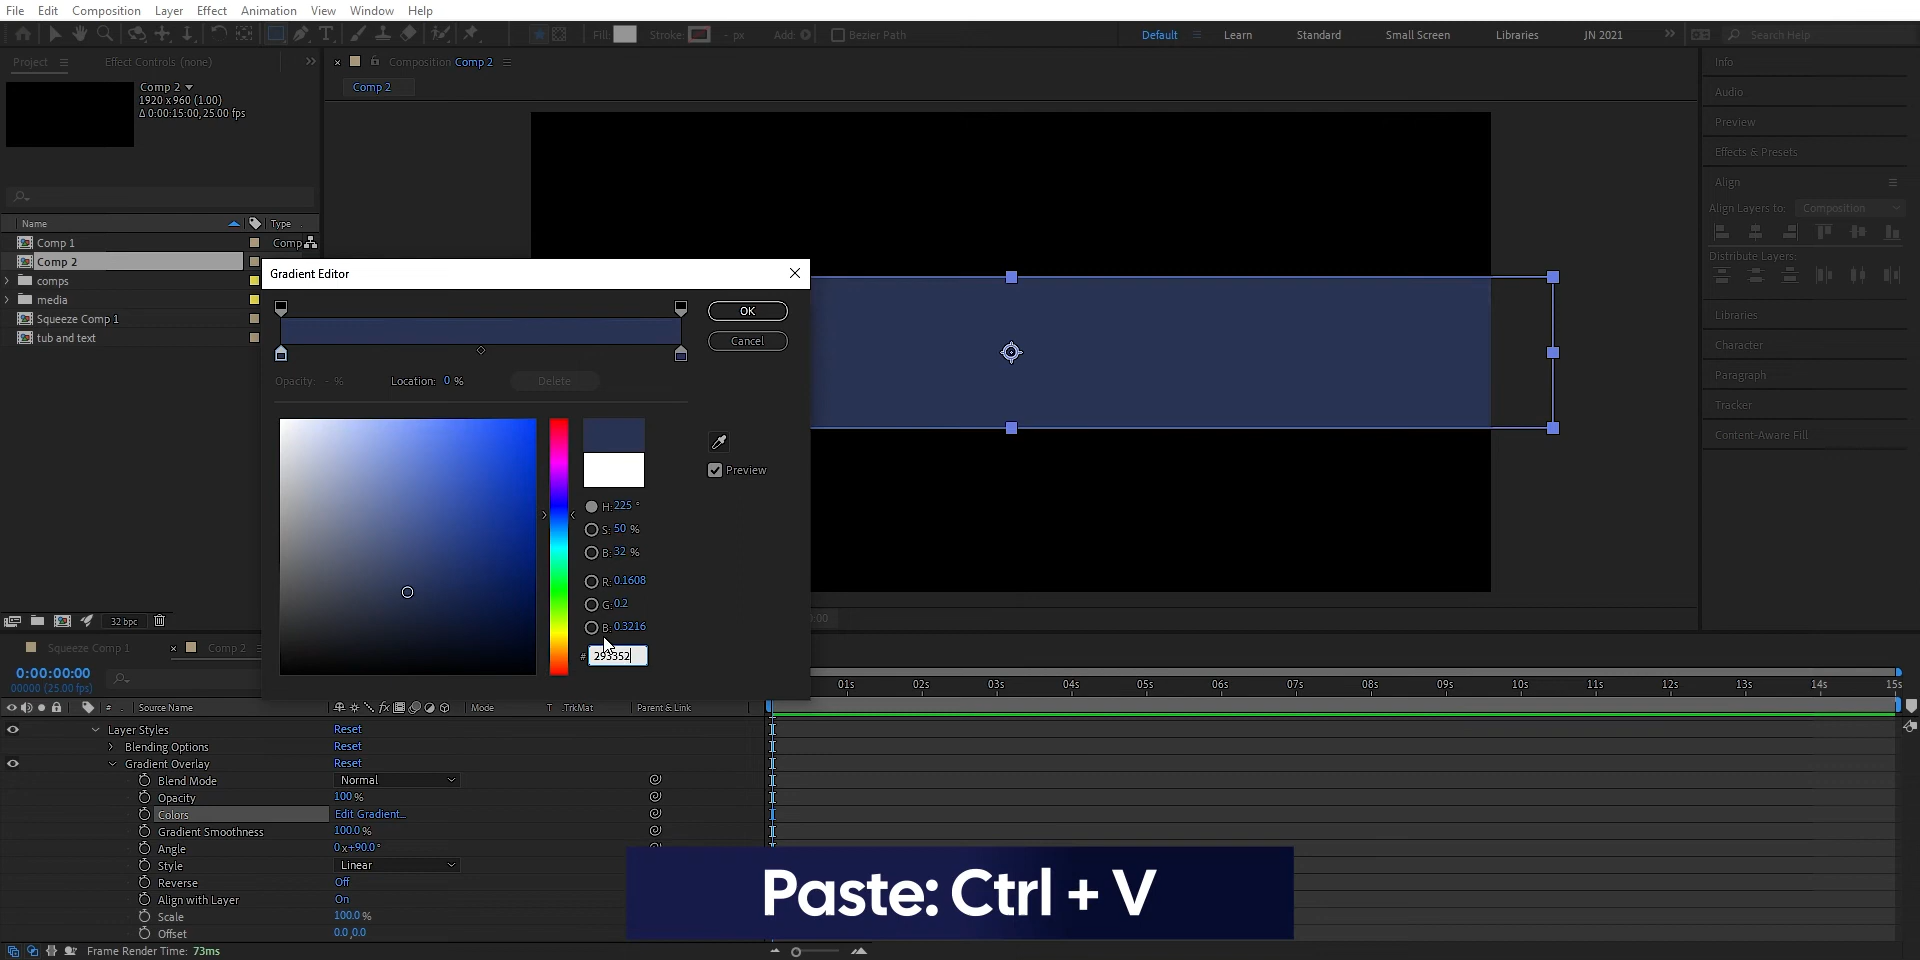 File Edit Composition Layer Effect Animation View Window Help
Fill: Stroke: - px Add: Bezier Path Default Learn Standard Small Screen Libraries JN 2021 Search Help
Project Effect Controls (none) Composition Comp 2 Info
Comp 2
1920 x 960 (1.00)
Δ 0:00:15:00, 25.00 fps
Comp 2
Audio
Preview
Effects & Presets
Align
Align Layers to: Composition
Distribute Layers:
Libraries
Character
Paragraph
Tracker
Content-Aware Fill
Name Type
Comp 1 Comp
Comp 2
comps
media
Squeeze Comp 1
tub and text
32 bpc
Gradient Editor
OK
Cancel
Opacity: - % Location: 0 % Delete
Preview
H: 225 °
S: 50 %
B: 32 %
R: 0.1608
G: 0.2
B: 0.3216
# 293352
:00
Squeeze Comp 1 Comp 2
0:00:00:00
00000 (25.00 fps)
01s 02s 03s 04s 05s 06s 07s 08s 09s 10s 11s 12s 13s 14s 15s
# Source Name fx Mode T .TrkMat Parent & Link
Layer Styles Reset
Blending Options Reset
Gradient Overlay Reset
Blend Mode Normal
Opacity 100 %
Colors Edit Gradient...
Gradient Smoothness 100.0 %
Angle 0 x +90.0 °
Style Linear
Reverse Off
Align with Layer On
Scale 100.0 %
Offset 0.0 ,0.0
Paste: Ctrl + V
Frame Render Time: 73ms